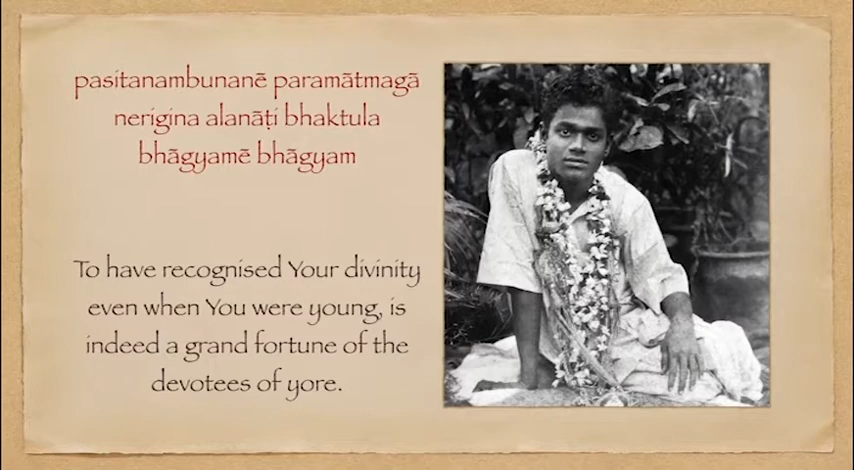 pasitanambunanē paramātmagā
nerigina alanāṭi bhaktula
bhāgyamē bhāgyam
To have recognised Your divinity
even when You were young, is
indeed a grand fortune of the
devotees of yore.